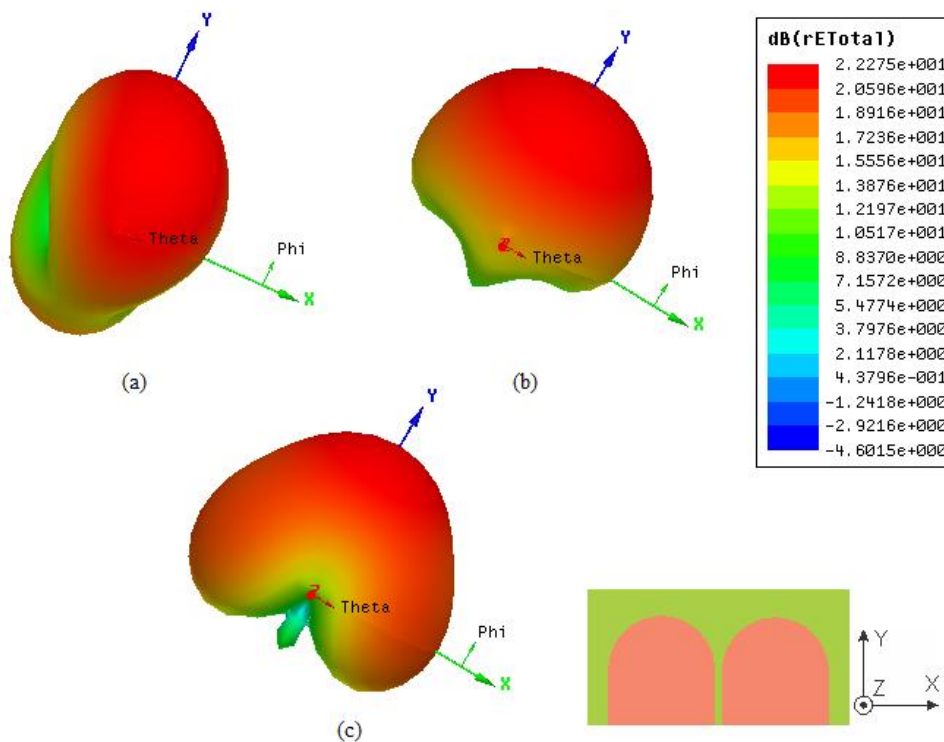 Y
Theta
Phi
X
(a)
Y
Z
Theta
Phi
X
(b)
Y
Z
Theta
Phi
X
(c)
dB(rETotal)
2.2275e+001
2.0596e+001
1.8916e+001
1.7236e+001
1.5556e+001
1.3876e+001
1.2197e+001
1.0517e+001
8.8370e+000
7.1572e+000
5.4774e+000
3.7976e+000
2.1178e+000
4.3796e-001
-1.2418e+000
-2.9216e+000
-4.6015e+000
Y
Z
X